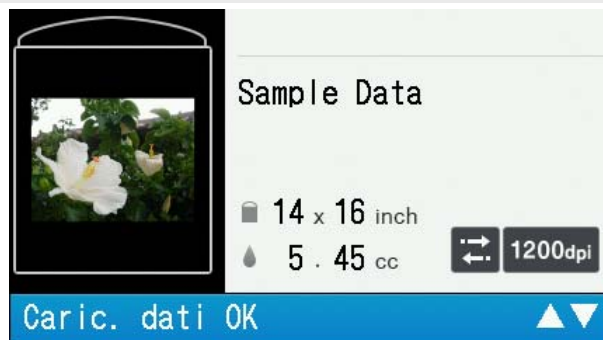 Sample Data
14 x 16 inch
5 . 45 cc
1200dpi
Caric. dati OK